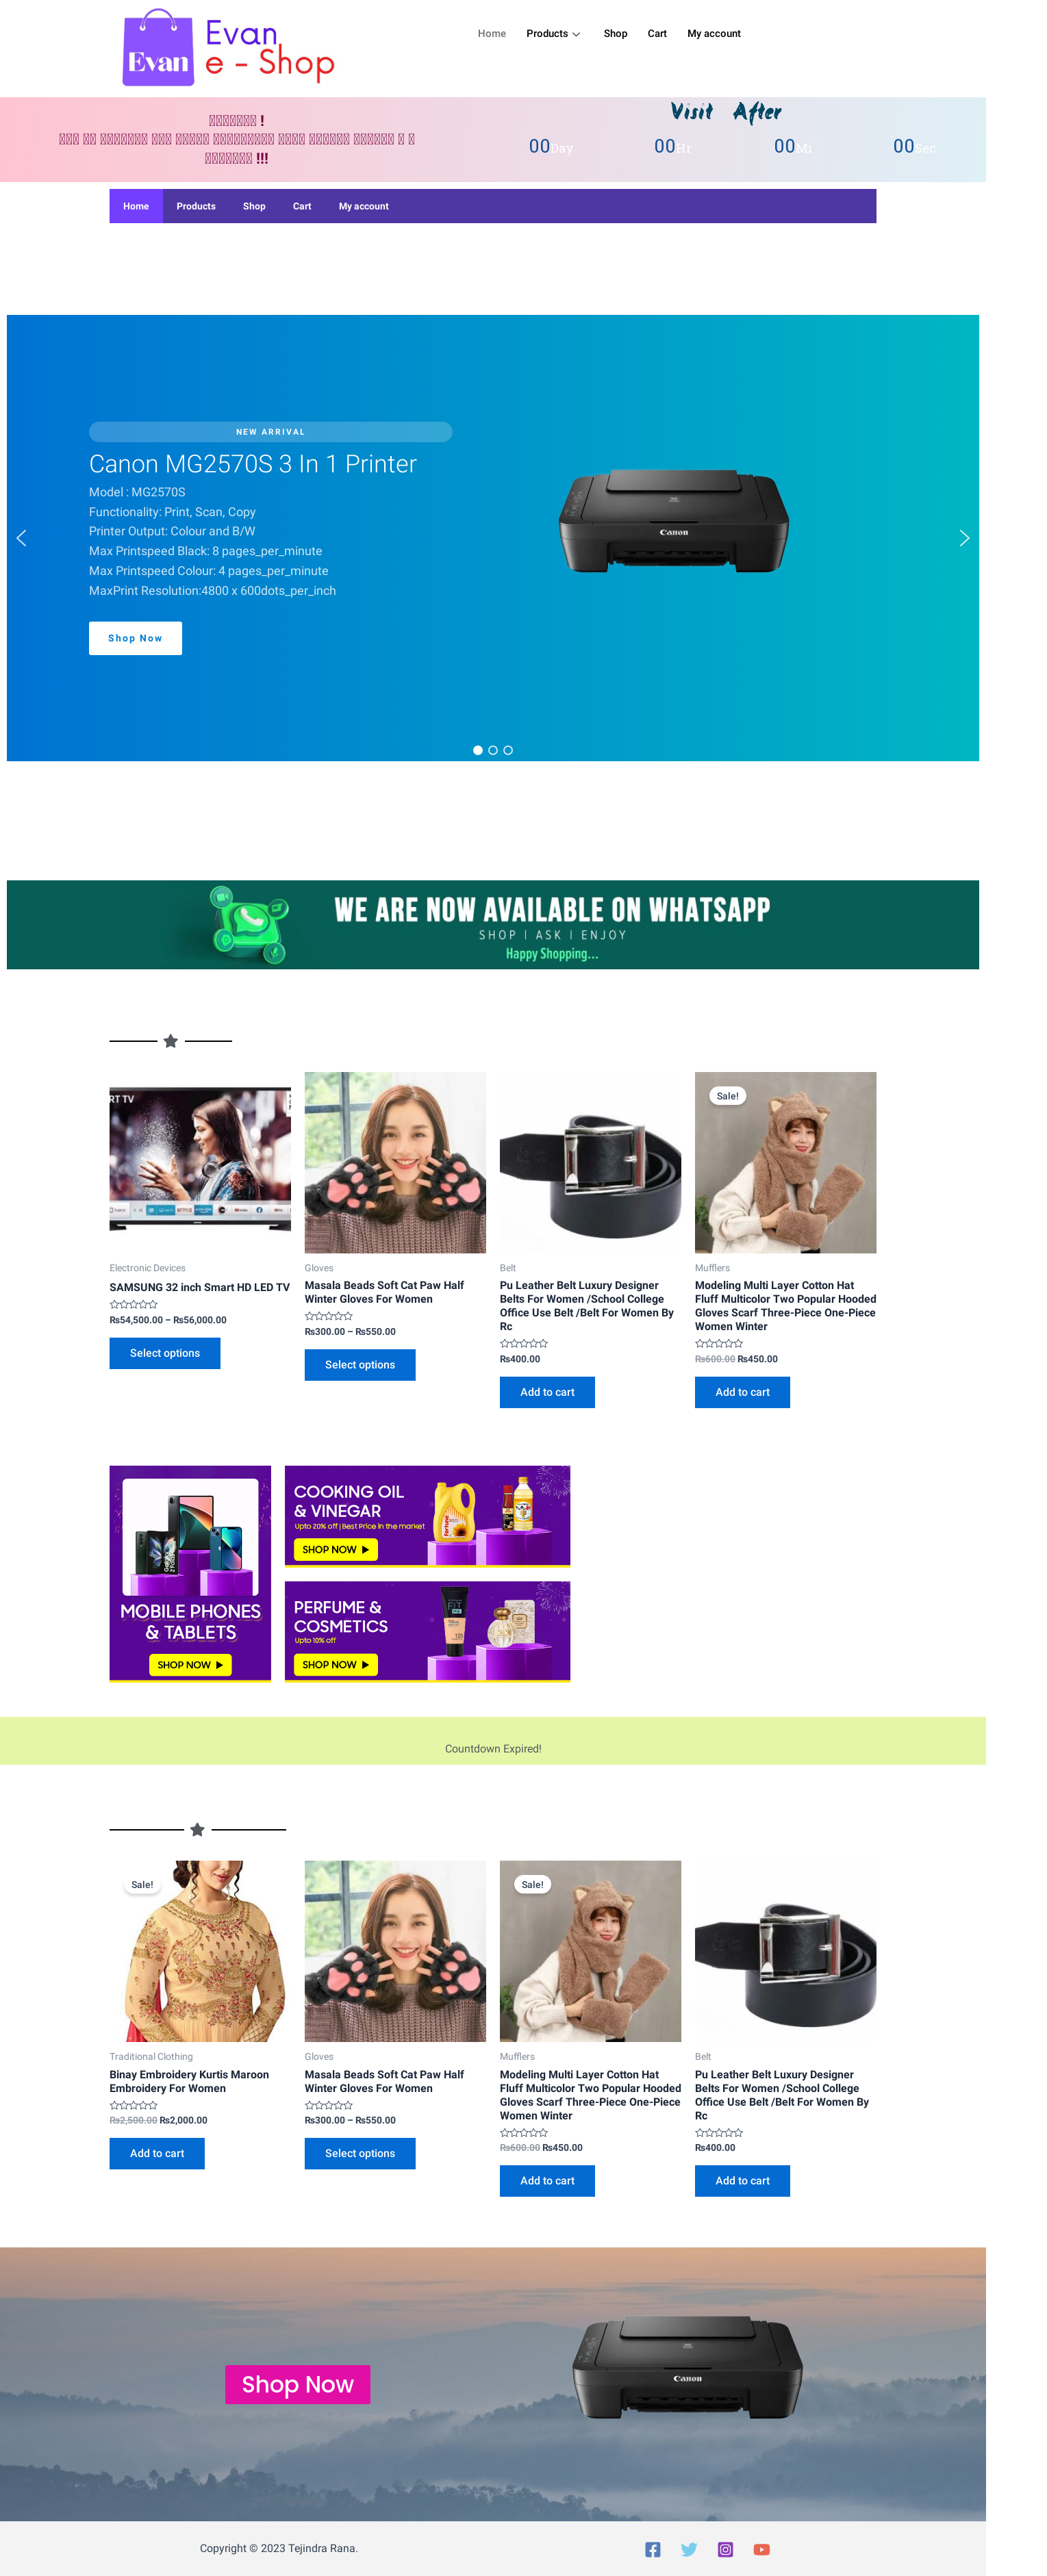 Evan
Evan
e - Shop
Home
Products
Shop
Cart
My account
!
!!!
Visit After
00Day
00Hr
00Mi
00Sec
Home
Products
Shop
Cart
My account
NEW ARRIVAL
Canon MG2570S 3 In 1 Printer
Model : MG2570S
Functionality: Print, Scan, Copy
Printer Output: Colour and B/W
Max Printspeed Black: 8 pages_per_minute
Max Printspeed Colour: 4 pages_per_minute
MaxPrint Resolution:4800 x 600dots_per_inch
Shop Now
Canon
WE ARE NOW AVAILABLE ON WHATSAPP
SHOP | ASK | ENJOY
Happy Shopping...
RT TV
Electronic Devices
SAMSUNG 32 inch Smart HD LED TV
₨54,500.00 – ₨56,000.00
Select options
Gloves
Masala Beads Soft Cat Paw Half
Winter Gloves For Women
₨300.00 – ₨550.00
Select options
Belt
Pu Leather Belt Luxury Designer
Belts For Women /School College
Office Use Belt /Belt For Women By
Rc
₨400.00
Add to cart
Sale!
Mufflers
Modeling Multi Layer Cotton Hat
Fluff Multicolor Two Popular Hooded
Gloves Scarf Three-Piece One-Piece
Women Winter
₨600.00 ₨450.00
Add to cart
MOBILE PHONES
& TABLETS
SHOP NOW
COOKING OIL
& VINEGAR
Upto 20% off | Best Price in the market
SHOP NOW
PERFUME &
COSMETICS
Upto 10% off
SHOP NOW
FIT
Countdown Expired!
Sale!
Traditional Clothing
Binay Embroidery Kurtis Maroon
Embroidery For Women
₨2,500.00 ₨2,000.00
Add to cart
Gloves
Masala Beads Soft Cat Paw Half
Winter Gloves For Women
₨300.00 – ₨550.00
Select options
Sale!
Mufflers
Modeling Multi Layer Cotton Hat
Fluff Multicolor Two Popular Hooded
Gloves Scarf Three-Piece One-Piece
Women Winter
₨600.00 ₨450.00
Add to cart
Belt
Pu Leather Belt Luxury Designer
Belts For Women /School College
Office Use Belt /Belt For Women By
Rc
₨400.00
Add to cart
Shop Now
Canon
Copyright © 2023 Tejindra Rana.